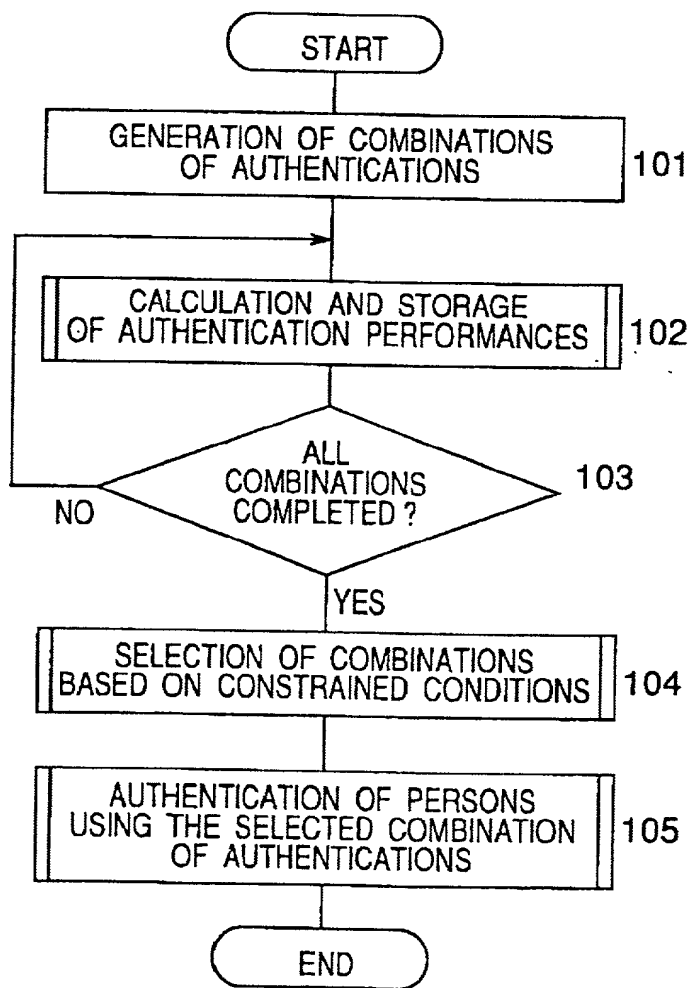 START
GENERATION OF COMBINATIONS
OF AUTHENTICATIONS
101
CALCULATION AND STORAGE
OF AUTHENTICATION PERFORMANCES
102
ALL
COMBINATIONS
COMPLETED ?
103
NO
YES
SELECTION OF COMBINATIONS
BASED ON CONSTRAINED CONDITIONS
104
AUTHENTICATION OF PERSONS
USING THE SELECTED COMBINATION
OF AUTHENTICATIONS
105
END